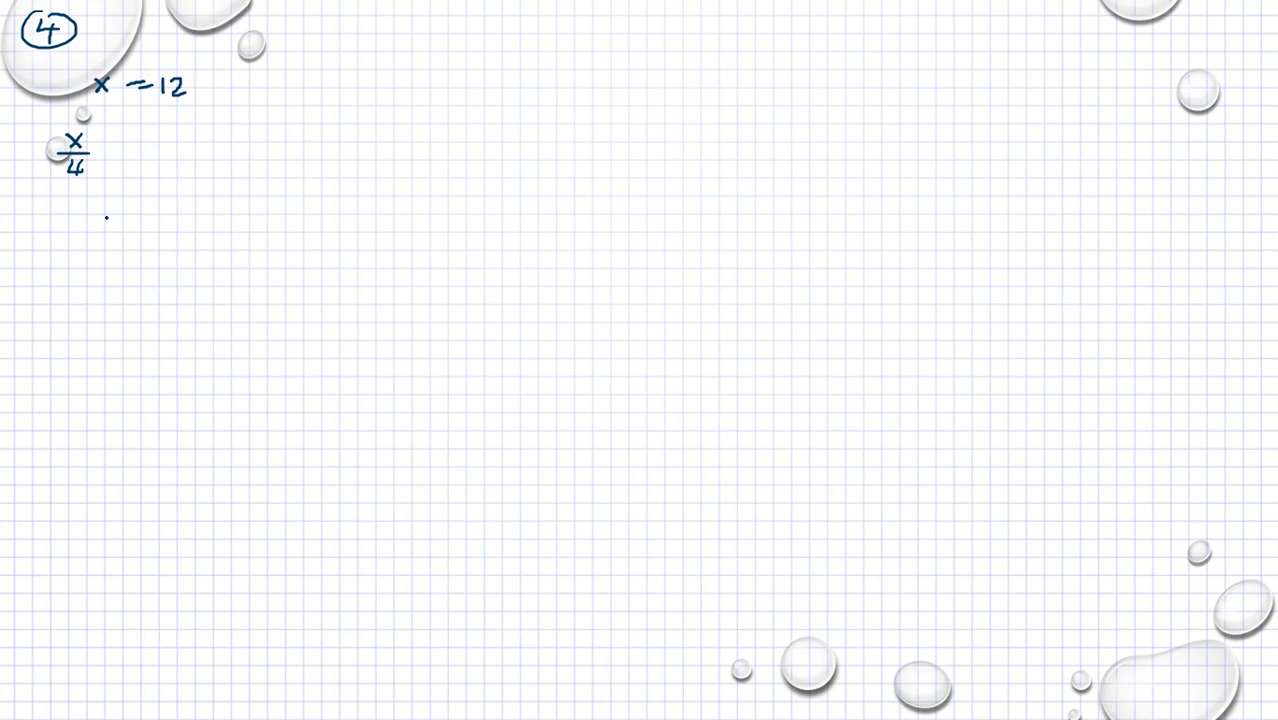 ④
x = 12
x/4